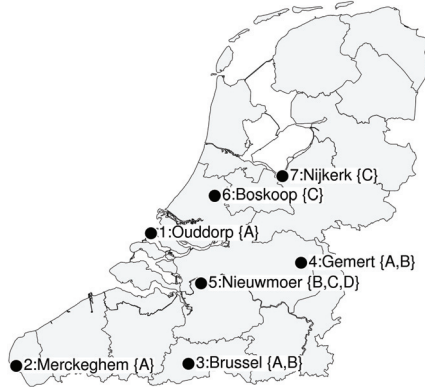 7:Nijkerk {C}
6:Boskoop {C}
1:Ouddorp {A}
4:Gemert {A,B}
5:Nieuwmoer {B,C,D}
2:Merckeghem {A}
3:Brussel {A,B}